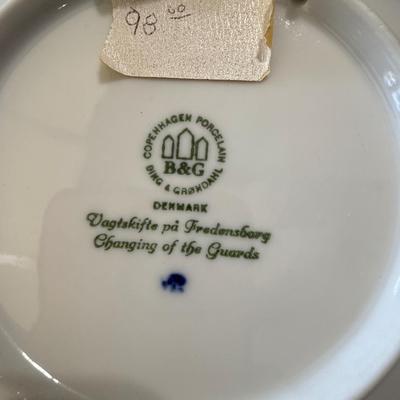 98 00
COPENHAGEN PORCELAIN
BING & GRØNDAHL
B&G
DENMARK
Vagtskifte på Fredensborg
Changing of the Guards